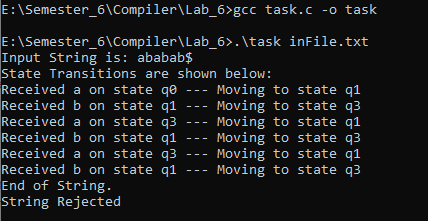 E:\Semester_6\Compiler\Lab_6>gcc task.c -o task
E:\Semester_6\Compiler\Lab_6>.\task inFile.txt
Input String is: ababab$
State Transitions are shown below:
Received a on state q0 --- Moving to state q1
Received b on state q1 --- Moving to state q3
Received a on state q3 --- Moving to state q1
Received b on state q1 --- Moving to state q3
Received a on state q3 --- Moving to state q1
Received b on state q1 --- Moving to state q3
End of String.
String Rejected